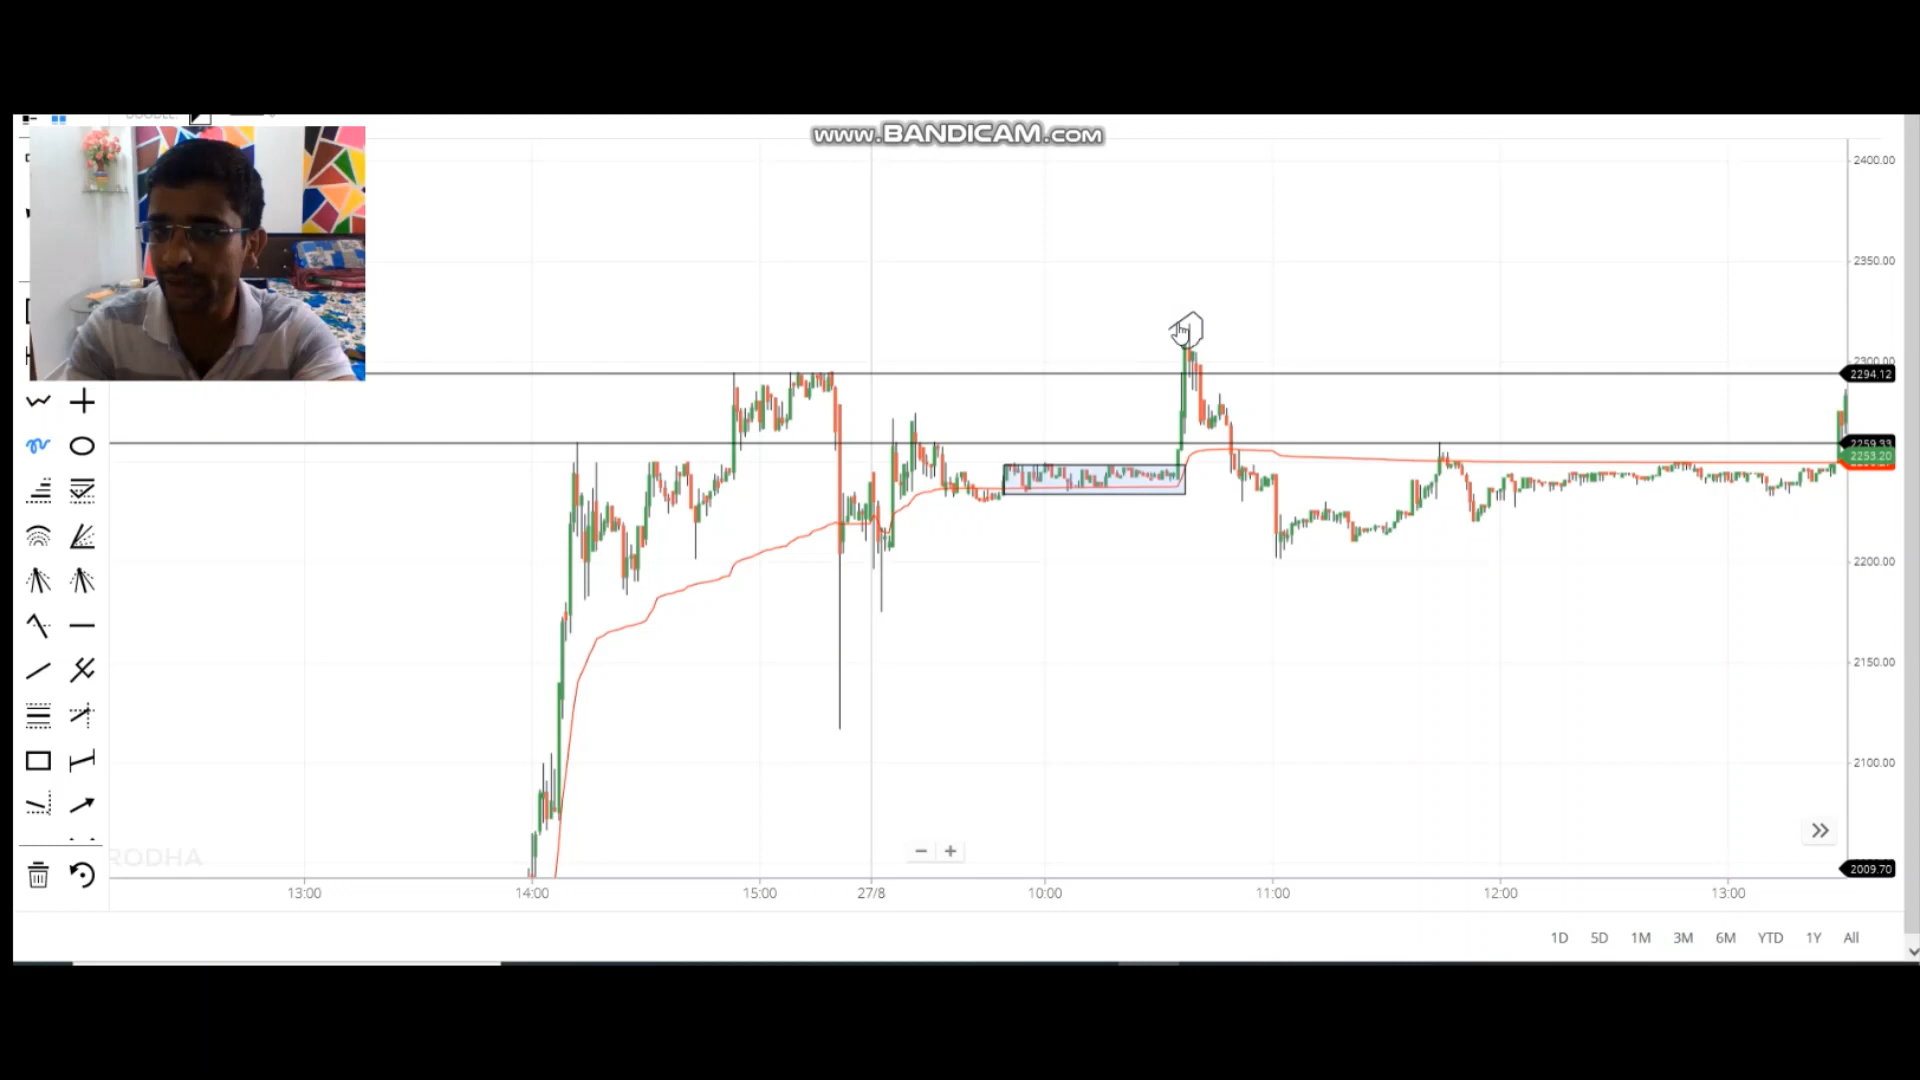 www.BANDICAM.com
2400.00
2350.00
2300.00
2294.12
2259.33
2253.20
2200.00
2150.00
2100.00
2009.70
RODHA
13:00 14:00 15:00 27/8 10:00 11:00 12:00 13:00
1D 5D 1M 3M 6M YTD 1Y All